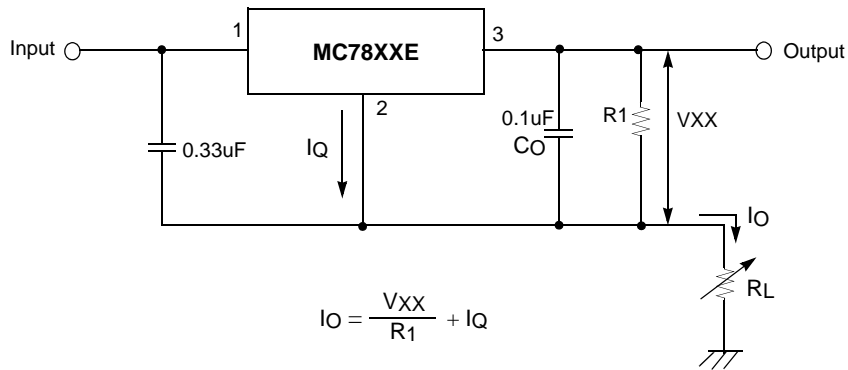 1
MC78XXE
3
Input
Output
2
0.1uF
CO
R1
VXX
0.33uF
IQ
IO
RL
IO = VXX / R1 + IQ